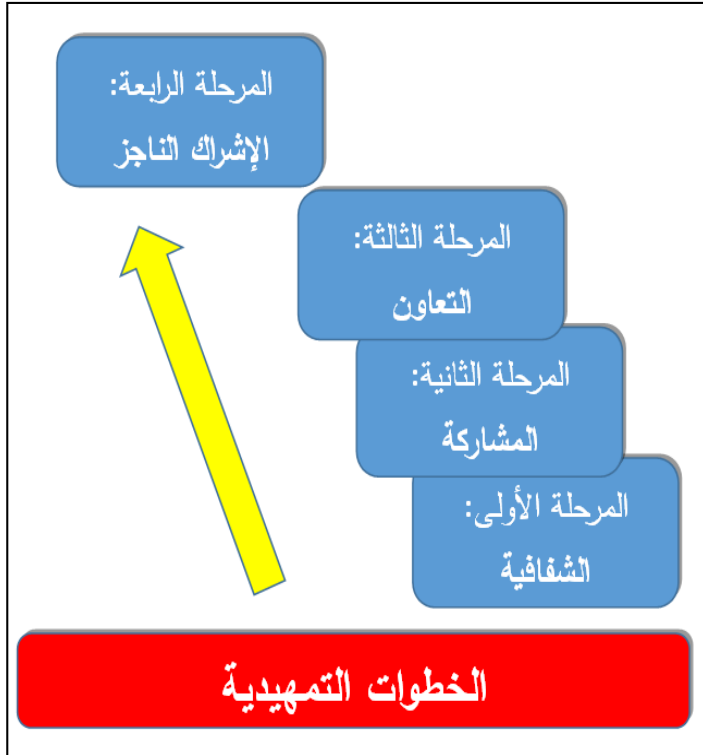 المرحلة الرابعة:
الإشراك الناجز
المرحلة الثالثة:
التعاون
المرحلة الثانية:
المشاركة
المرحلة الأولى:
الشفافية
الخطوات التمهيدية